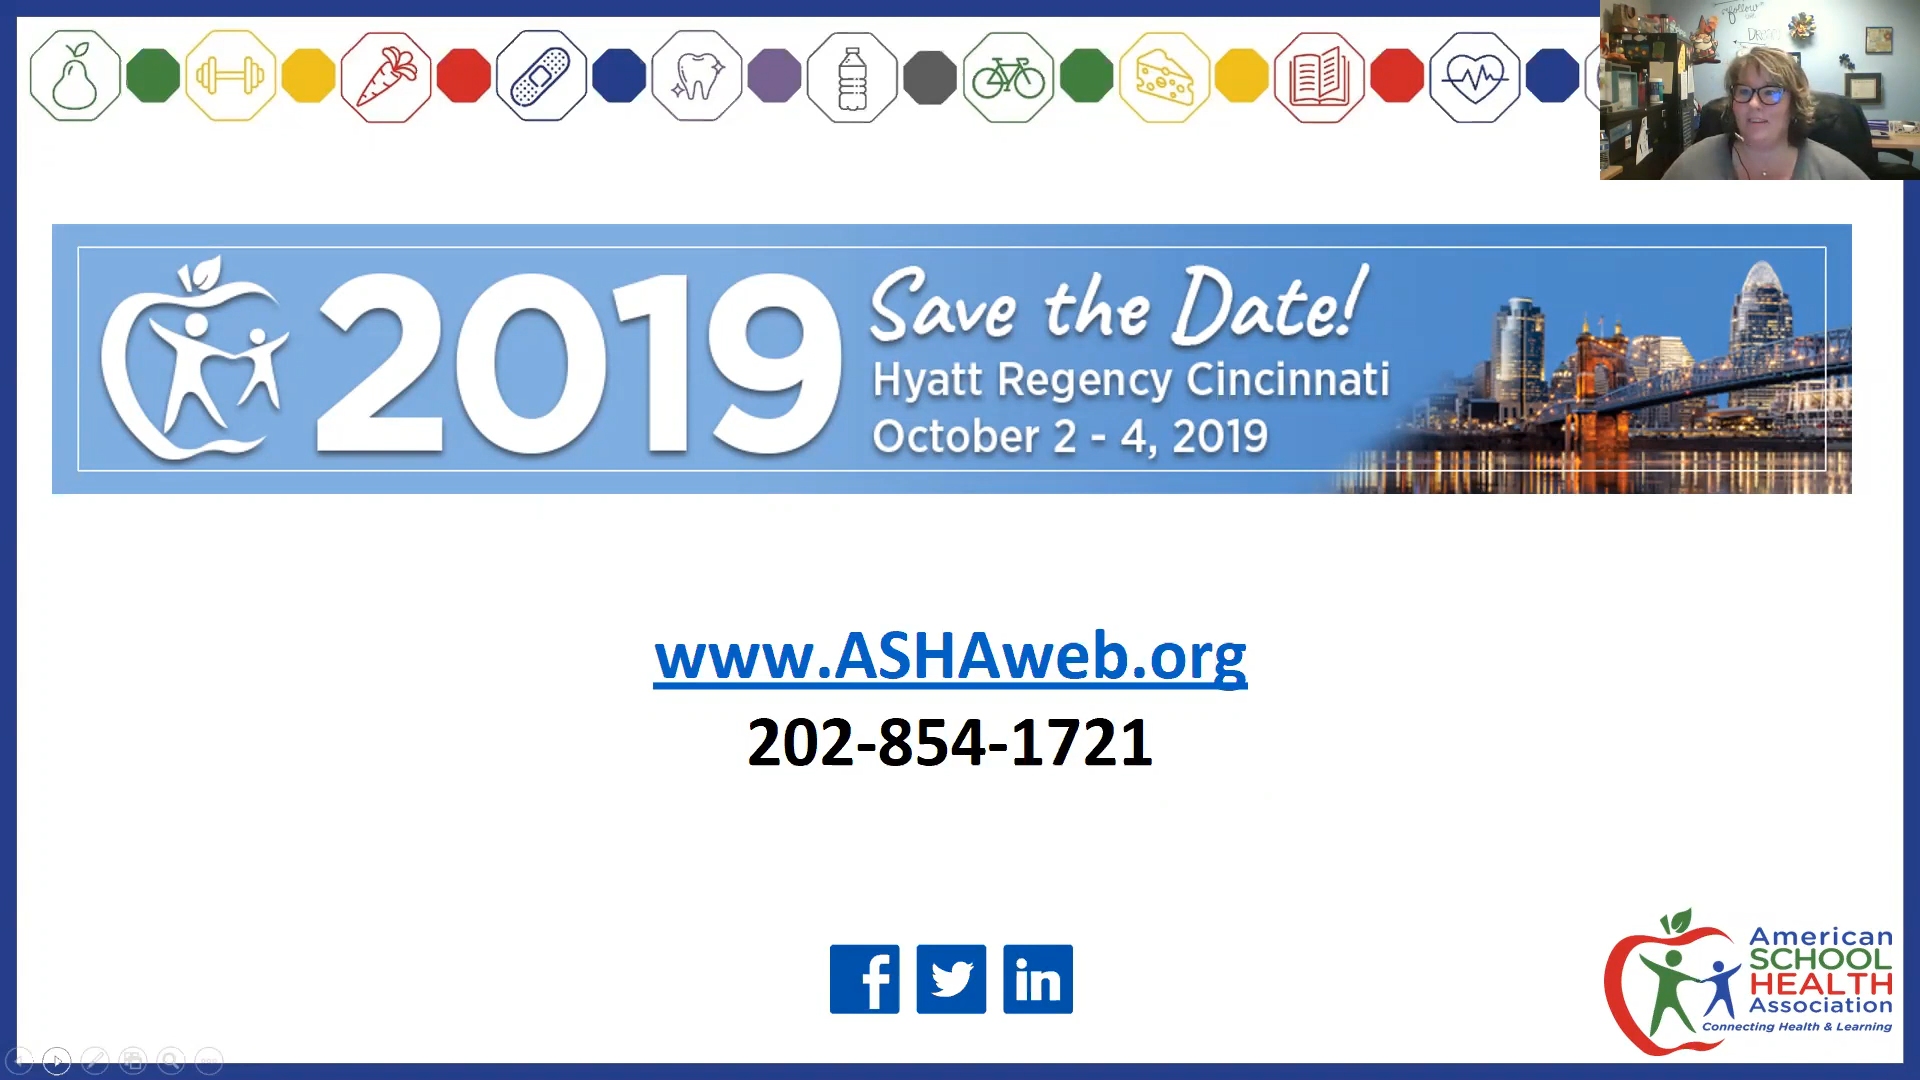 follow
2019
Save the Date!
Hyatt Regency Cincinnati
October 2 - 4, 2019
www.ASHAweb.org
202-854-1721
f
in
American
SCHOOL
HEALTH
Association
Connecting Health & Learning